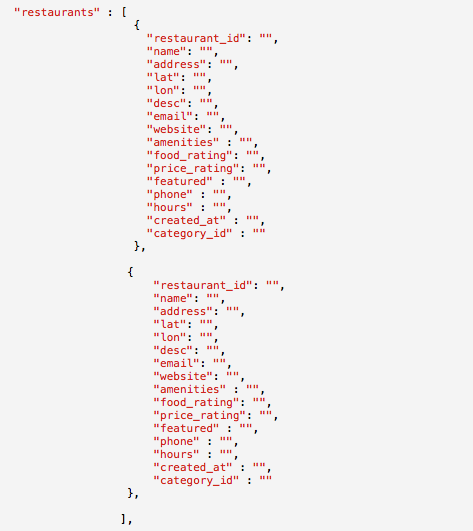 "restaurants" : [
{
"restaurant_id": "",
"name": "",
"address": "",
"lat": "",
"lon": "",
"desc": "",
"email": "",
"website": "",
"amenities" : "",
"food_rating": "",
"price_rating": "",
"featured" : "",
"phone" : "",
"hours" : "",
"created_at" : "",
"category_id" : ""
},
{
"restaurant_id": "",
"name": "",
"address": "",
"lat": "",
"lon": "",
"desc": "",
"email": "",
"website": "",
"amenities" : "",
"food_rating": "",
"price_rating": "",
"featured" : "",
"phone" : "",
"hours" : "",
"created_at" : "",
"category_id" : ""
},
],